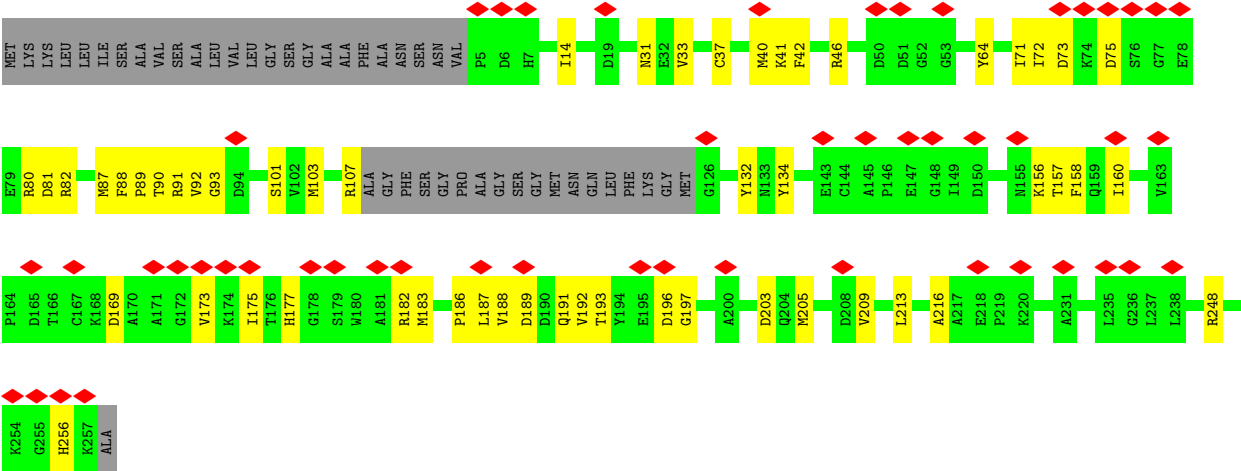 MET LYS LYS LEU LEU ILE SER ALA VAL SER ALA LEU VAL LEU GLY SER GLY ALA ALA PHE ALA ASN SER ASN VAL P5 D6 H7 I14 D19 N31 E32 V33 C37 M40 K41 F42 R46 D50 D51 G52 G53 Y64 I71 I72 D73 K74 D75 S76 G77 E78
E79 R80 D81 R82 M87 F88 P89 T90 R91 V92 G93 D94 S101 V102 M103 R107 ALA GLY PHE SER GLY PRO ALA GLY SER GLY MET ASN GLN LEU PHE LYS GLY MET G126 Y132 N133 Y134 E143 C144 A145 P146 E147 G148 I149 D150 N155 K156 T157 F158 Q159 I160 V163
P164 D165 T166 C167 K168 D169 A170 A171 G172 V173 K174 I175 T176 H177 G178 S179 W180 A181 R182 M183 P186 L187 V188 D189 D190 Q191 V192 T193 Y194 E195 D196 G197 A200 D203 Q204 M205 D208 V209 L213 A216 A217 E218 P219 K220 A231 L235 G236 L237 L238 R248
K254 G255 H256 K257 ALA